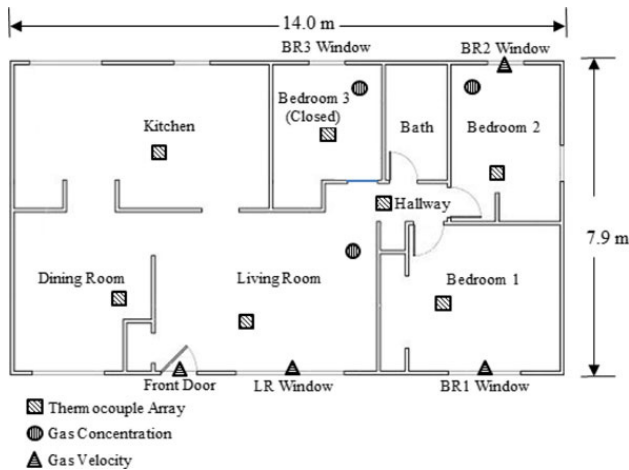 14.0 m
BR3 Window
BR2 Window
Bedroom 3
(Closed)
Kitchen
Bath
Bedroom 2
Hallway
7.9 m
Dining Room
Living Room
Bedroom 1
Front Door
LR Window
BR1 Window
Thermocouple Array
Gas Concentration
Gas Velocity